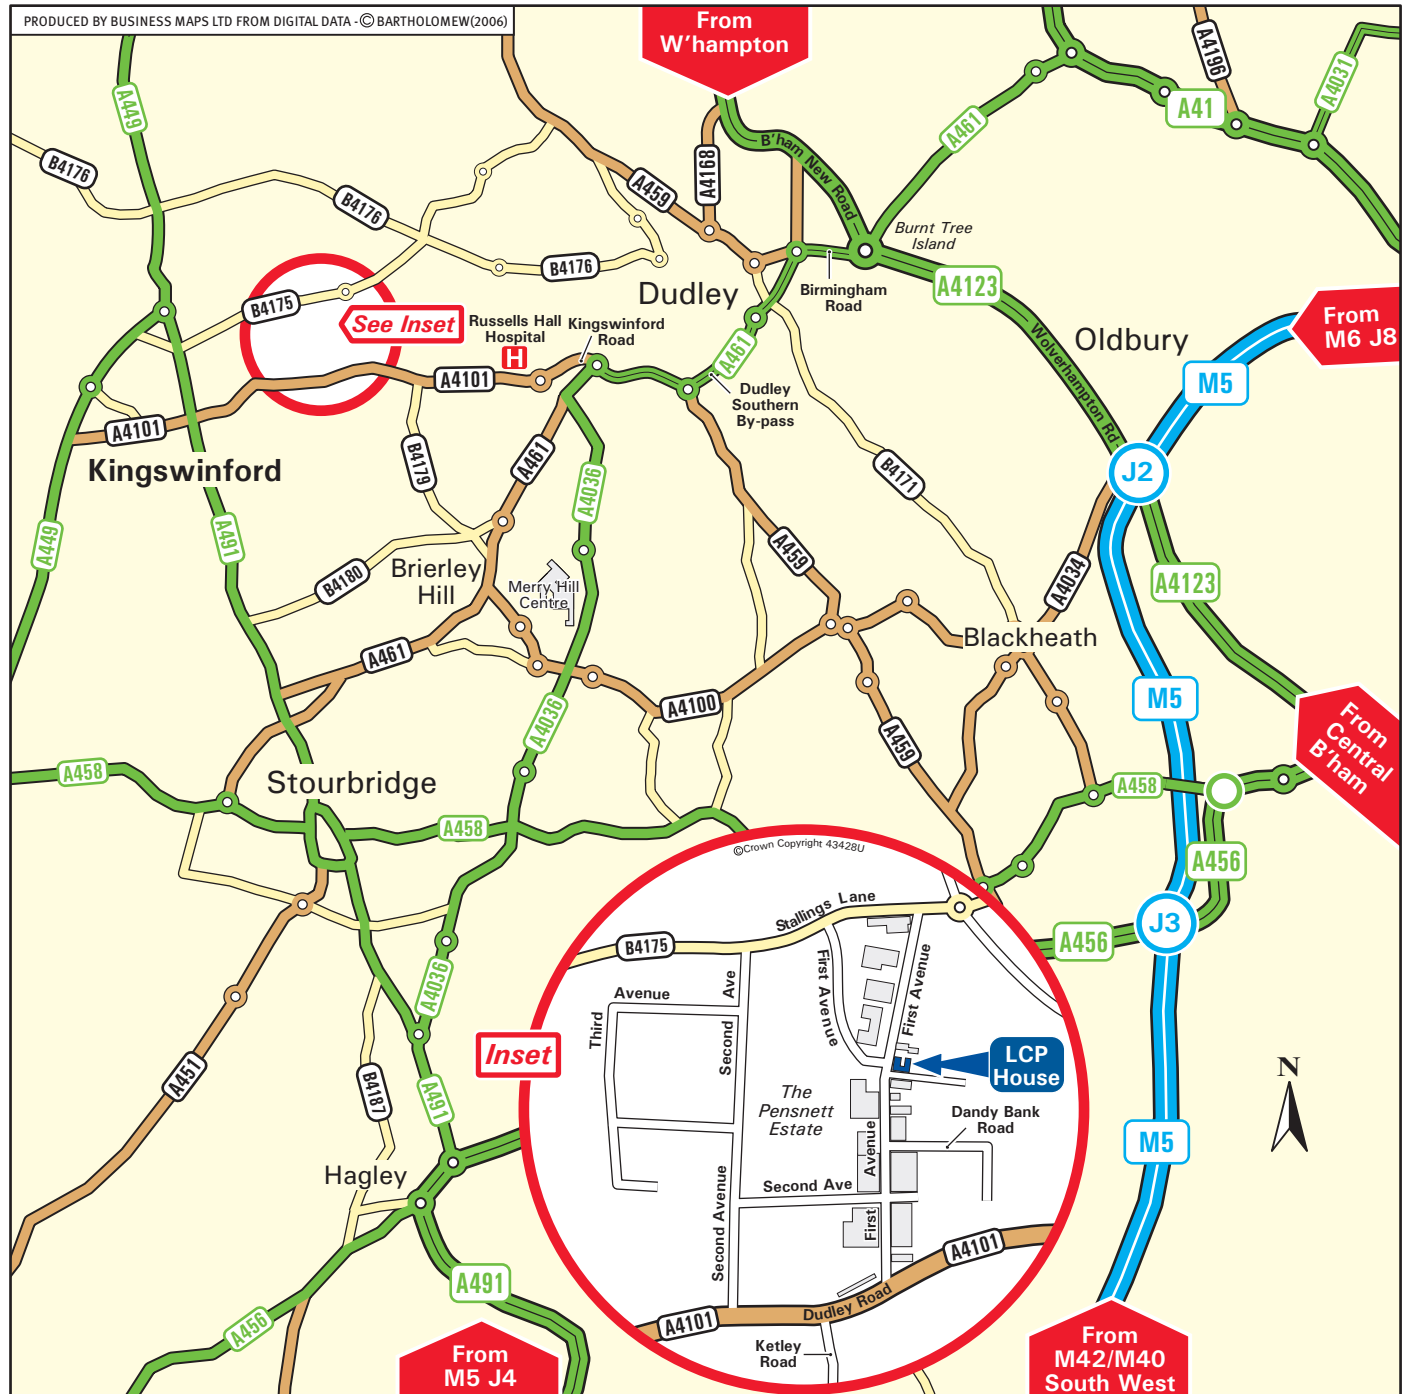 PRODUCED BY BUSINESS MAPS LTD FROM DIGITAL DATA - © BARTHOLOMEW(2006)
From
W'hampton
A449
A4196
A4031
A41
A461
B'ham New Road
B4176
A4168
A459
B4176
Burnt Tree
Island
B4176
A4123
Dudley
Birmingham
Road
B4175
See Inset
Russells Hall
Hospital
H
Kingswinford
Road
A461
Wolverhampton Rd
Oldbury
From
M6 J8
M5
A4101
Dudley
Southern
By-pass
A4101
Kingswinford
B4179
A461
A4036
B4171
J2
A449
A491
A459
B4180
Brierley
Hill
Merry Hill
Centre
A4034
A4123
Blackheath
A461
A4036
A4100
M5
A459
From
Central
B'ham
A458
Stourbridge
A458
A458
©Crown Copyright 43428U
A456
Stallings Lane
J3
A456
B4175
First Avenue
First Avenue
A4036
Avenue
Ave
Third
Second
Inset
LCP
House
A451
B4187
A491
The
Pensnett
Estate
Dandy Bank
Road
N
Avenue
M5
Hagley
Second Ave
Second Avenue
First
A4101
A491
Dudley Road
A4101
A456
Ketley
Road
From
M5 J4
From
M42/M40
South West